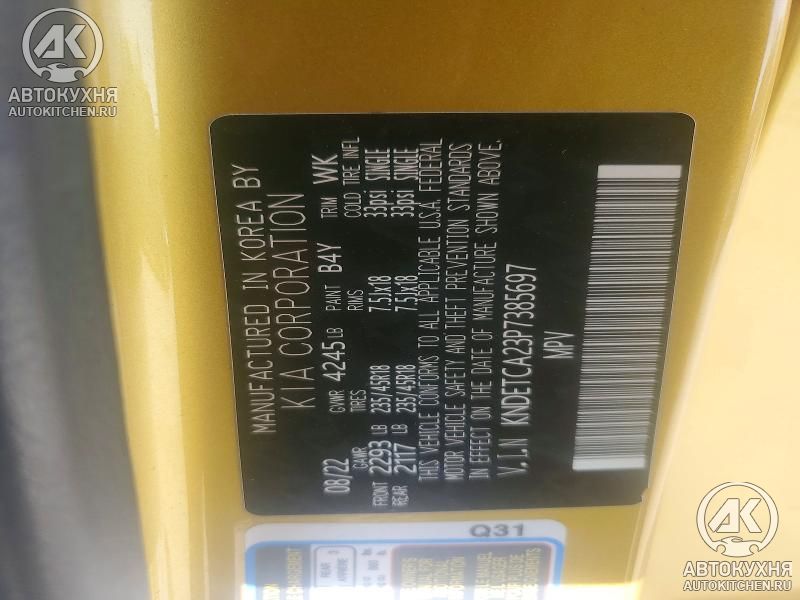 АК
АВТОКУХНЯ
AUTOKITCHEN.RU
MANUFACTURED IN KOREA BY
KIA CORPORATION
08/22 GVWR 4245 LB PAINT B4Y TRIM WK
GAWR TIRES RIMS COLD TIRE INFL
FRONT 2293 LB 235/45R18 7.5Jx18 33psi SINGLE
REAR 2117 LB 235/45R18 7.5Jx18 33psi SINGLE
THIS VEHICLE CONFORMS TO ALL APPLICABLE U.S.A. FEDERAL
MOTOR VEHICLE SAFETY AND THEFT PREVENTION STANDARDS
IN EFFECT ON THE DATE OF MANUFACTURE SHOWN ABOVE.
V.I.N KNDETCA23P7385697
MPV
Q31
REAR
АК
АВТОКУХНЯ
AUTOKITCHEN.RU